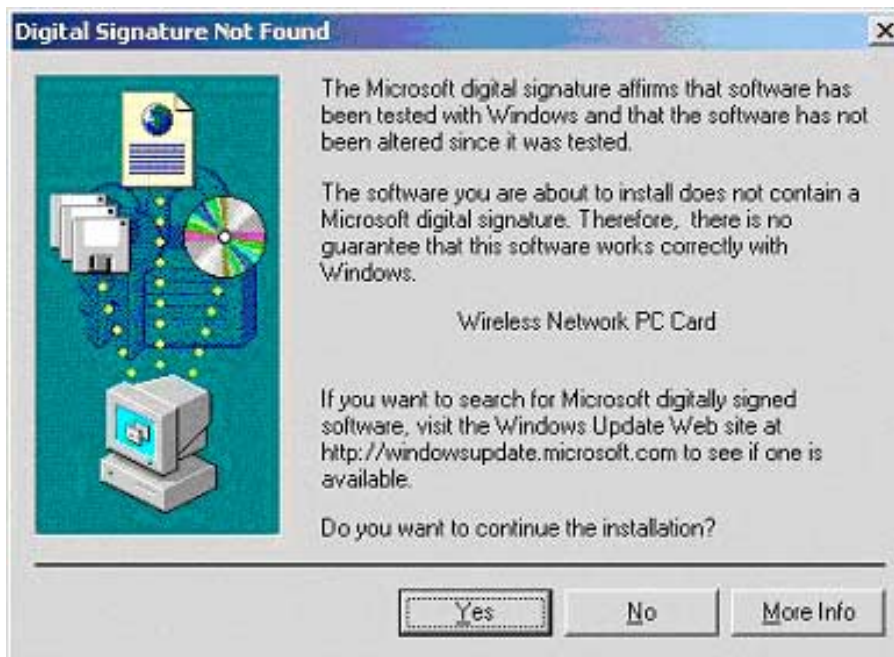 Digital Signature Not Found
The Microsoft digital signature affirms that software has
been tested with Windows and that the software has not
been altered since it was tested.
The software you are about to install does not contain a
Microsoft digital signature. Therefore, there is no
guarantee that this software works correctly with
Windows.
Wireless Network PC Card
If you want to search for Microsoft digitally signed
software, visit the Windows Update Web site at
http://windowsupdate.microsoft.com to see if one is
available.
Do you want to continue the installation?
Yes No More Info